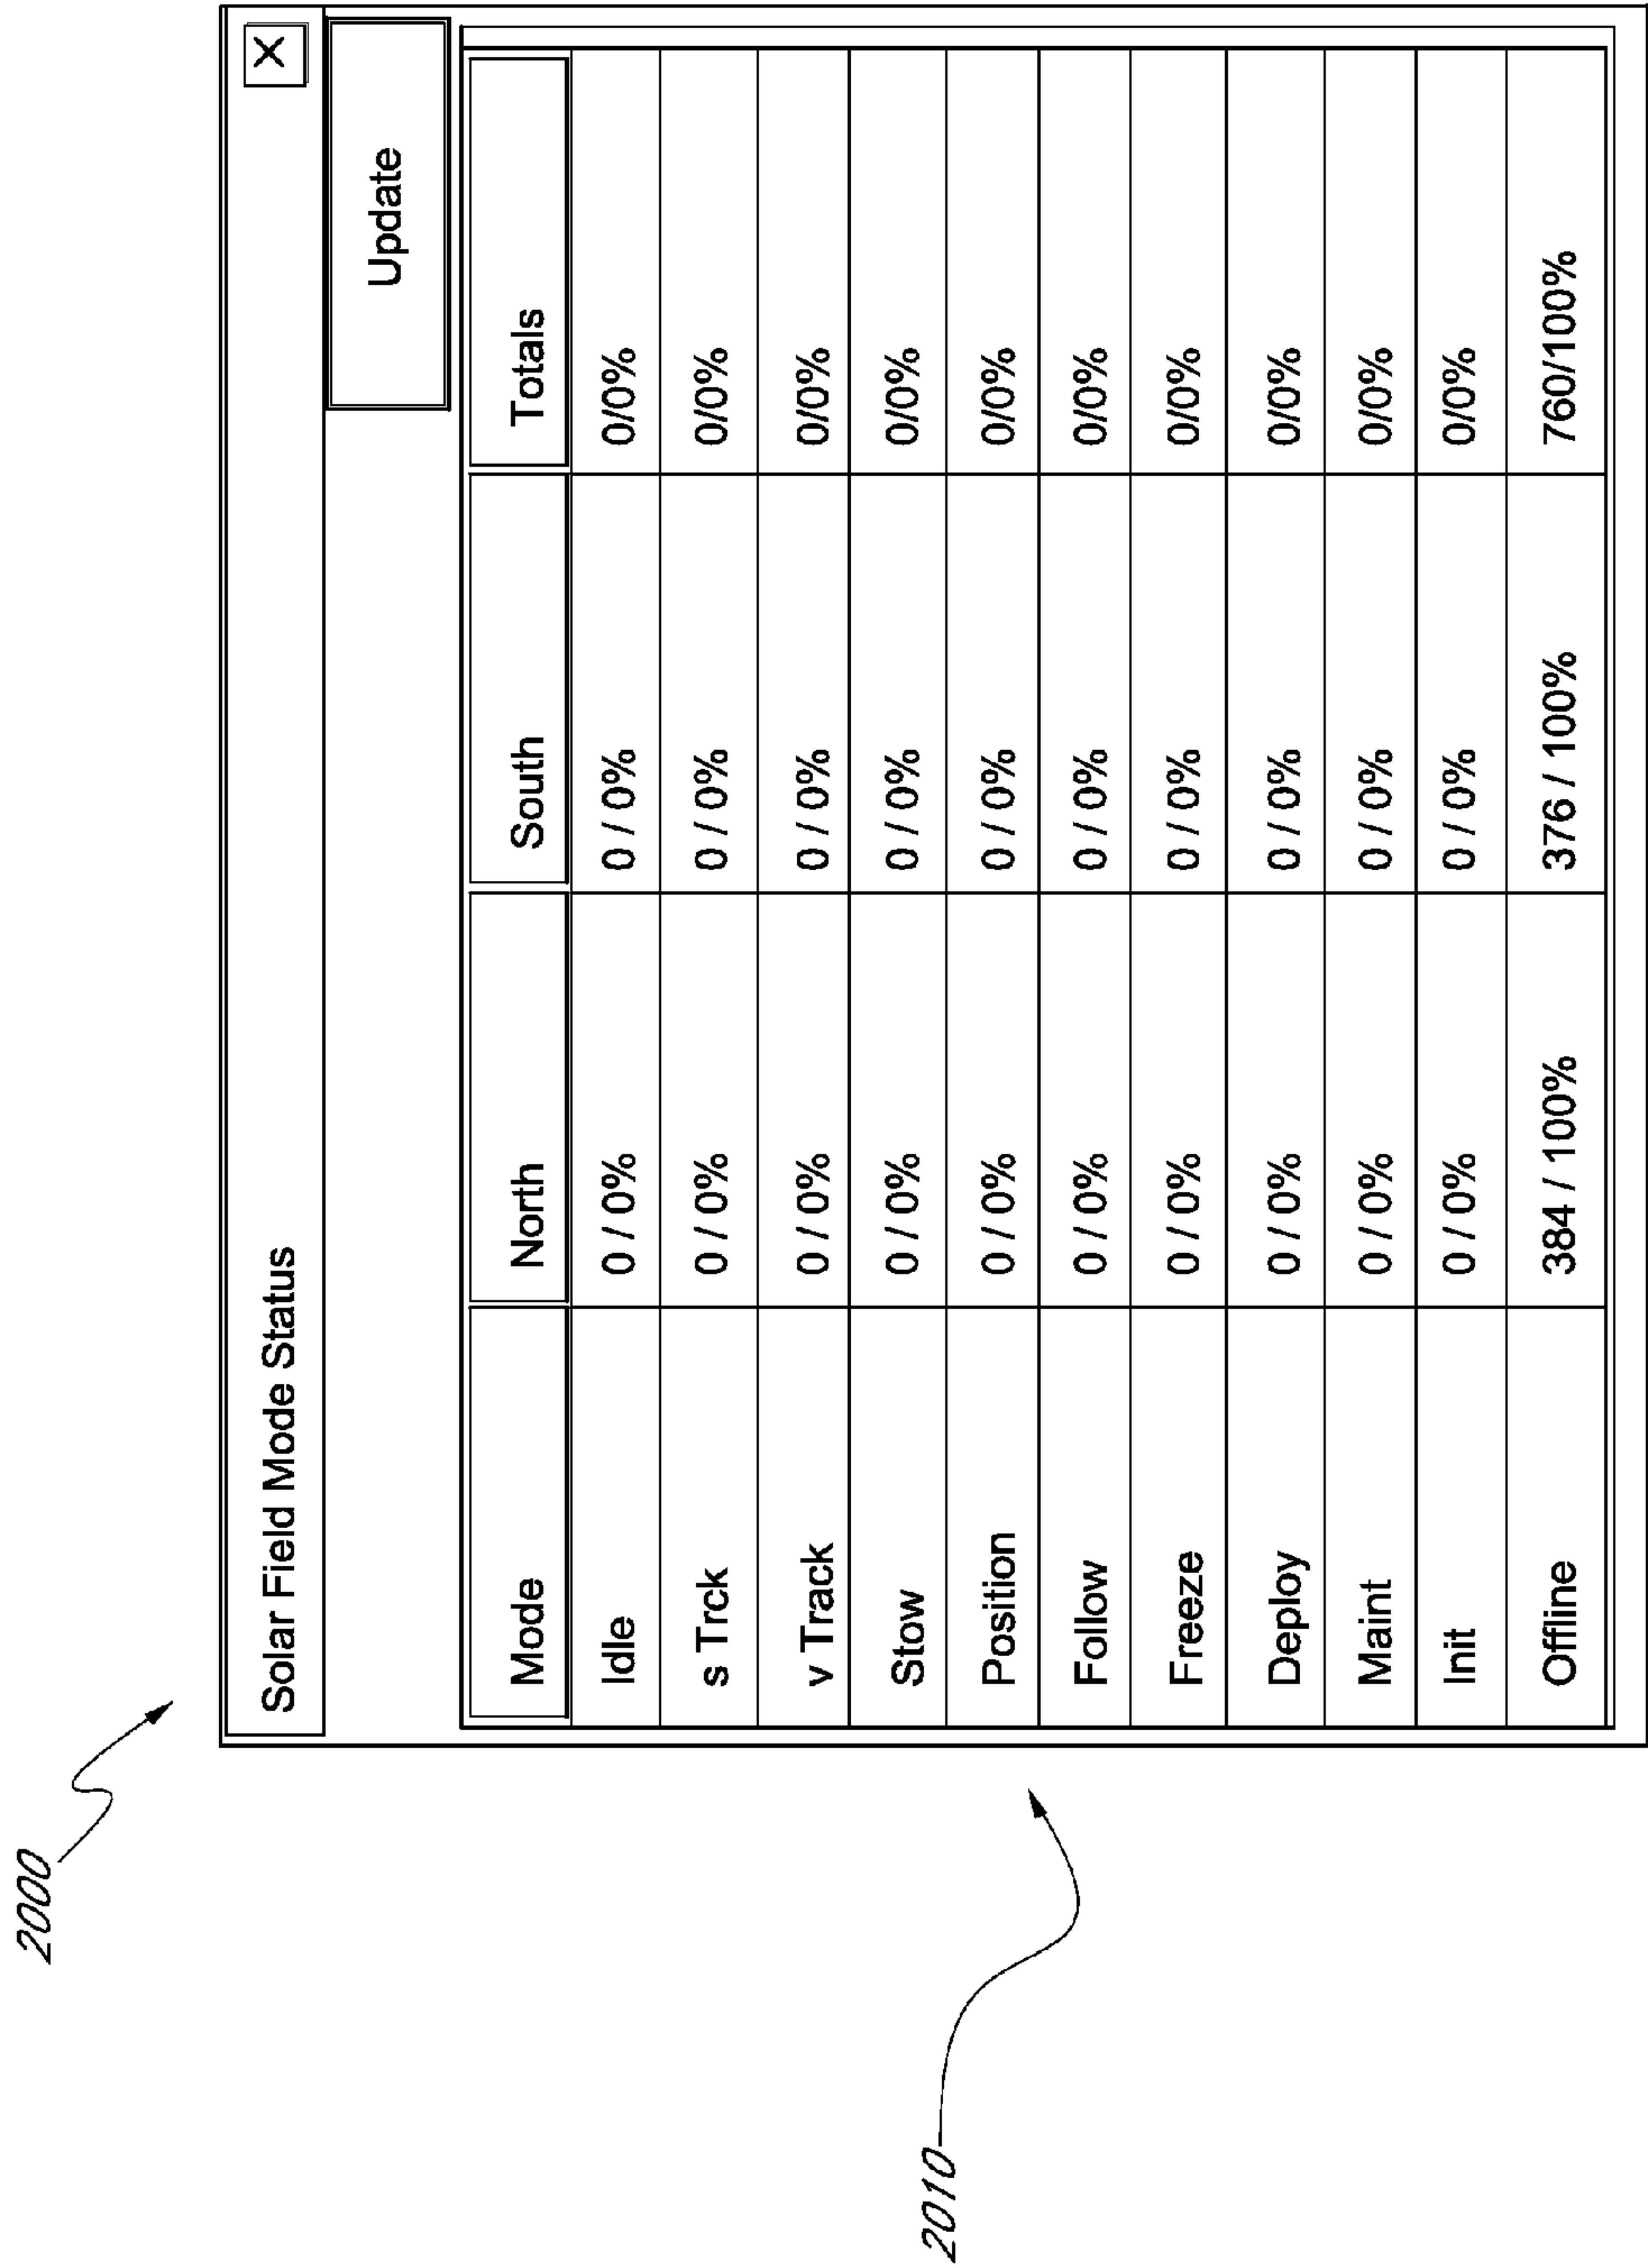 2000
Solar Field Mode Status X
Update
Mode North South Totals
Idle 0 / 0% 0 / 0% 0/0%
s Trck 0 / 0% 0 / 0% 0/0%
v Track 0 / 0% 0 / 0% 0/0%
Stow 0 / 0% 0 / 0% 0/0%
Position 0 / 0% 0 / 0% 0/0%
Follow 0 / 0% 0 / 0% 0/0%
Freeze 0 / 0% 0 / 0% 0/0%
Deploy 0 / 0% 0 / 0% 0/0%
Maint 0 / 0% 0 / 0% 0/0%
Init 0 / 0% 0 / 0% 0/0%
Offline 384 / 100% 376 / 100% 760/100%
2010